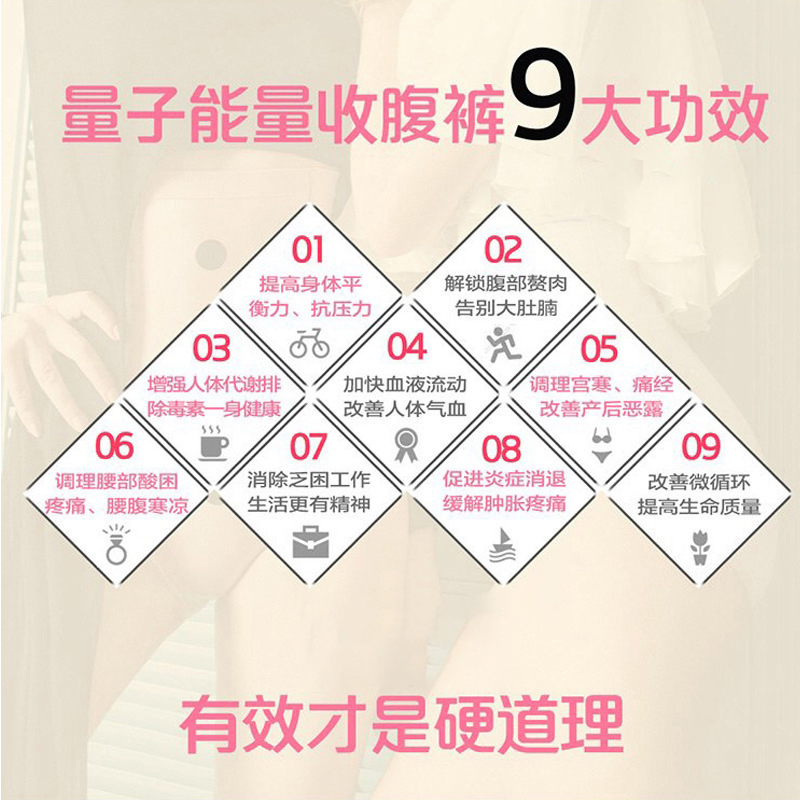 量子能量收腹裤9大功效
01
提高身体平
衡力、抗压力
02
解锁腹部赘肉
告别大肚腩
03
增强人体代谢排
除毒素一身健康
04
加快血液流动
改善人体气血
05
调理宫寒、痛经
改善产后恶露
06
调理腰部酸困
疼痛、腰腹寒凉
07
消除乏困工作
生活更有精神
08
促进炎症消退
缓解肿胀疼痛
09
改善微循环
提高生命质量
有效才是硬道理